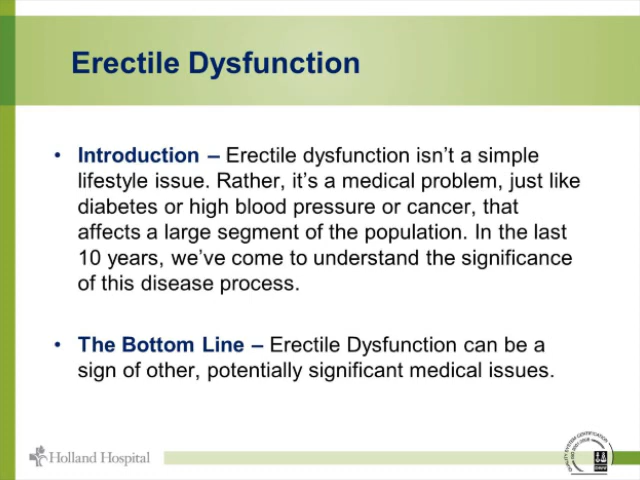 Erectile Dysfunction
• Introduction – Erectile dysfunction isn’t a simple
lifestyle issue. Rather, it’s a medical problem, just like
diabetes or high blood pressure or cancer, that
affects a large segment of the population. In the last
10 years, we’ve come to understand the significance
of this disease process.
• The Bottom Line – Erectile Dysfunction can be a
sign of other, potentially significant medical issues.
Holland Hospital
QUALITY SYSTEM CERTIFICATION